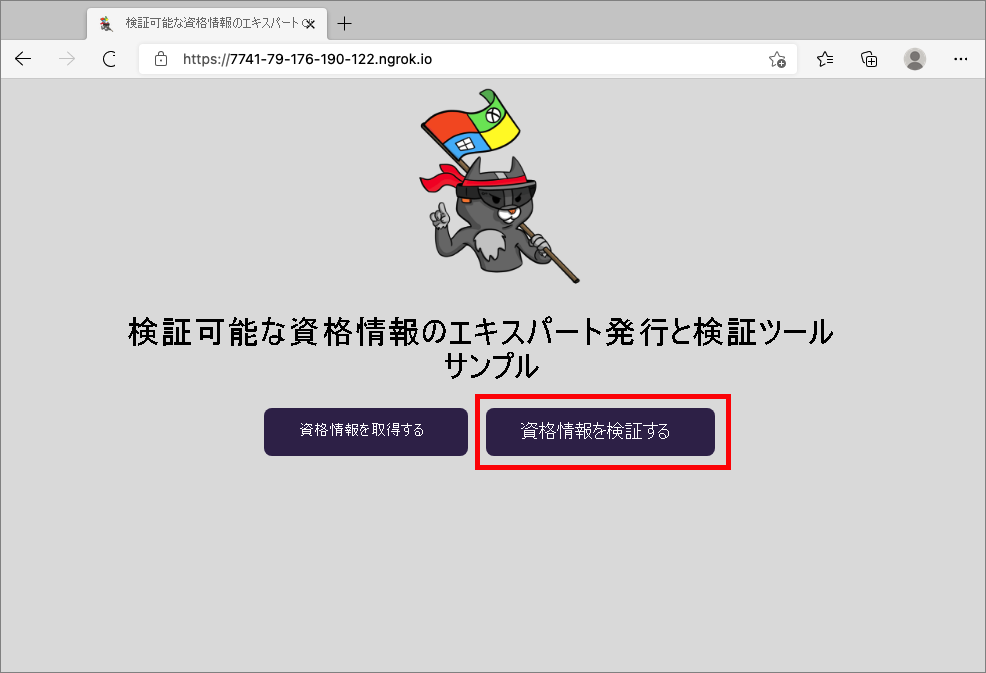 検証可能な資格情報のエキスパート
https://7741-79-176-190-122.ngrok.io
検証可能な資格情報のエキスパート発行と検証ツール
サンプル
資格情報を取得する
資格情報を検証する